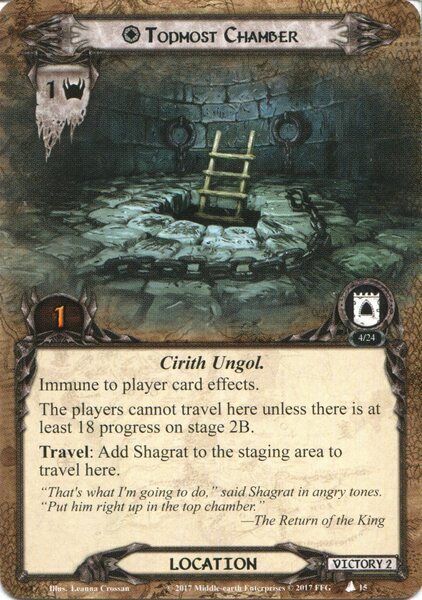 TOPMOST CHAMBER
1
1
4/24
Cirith Ungol.
Immune to player card effects.
The players cannot travel here unless there is at
least 18 progress on stage 2B.
Travel: Add Shagrat to the staging area to
travel here.
"That's what I'm going to do," said Shagrat in angry tones.
"Put him right up in the top chamber."
—The Return of the King
LOCATION
VICTORY 2
Illus. Leanna Crossan
© 2017 Middle-earth Enterprises © 2017 FFG
15